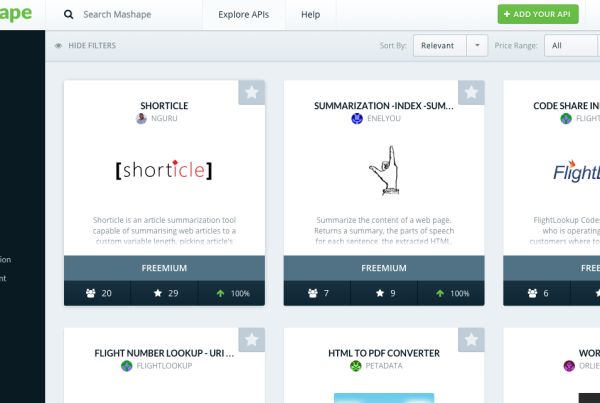 ape
Search Mashape
Explore APIs
Help
+ ADD YOUR API
HIDE FILTERS
Sort By:
Relevant
Price Range:
All
SHORTICLE
NGURU
[shorticle]
Shorticle is an article summarization tool
capable of summarising web articles to a
custom variable length, picking article's
FREEMIUM
20
29
100%
SUMMARIZATION -INDEX -SUM...
ENELYOU
Summarize the content of a web page.
Returns a summary, the parts of speech
for each sentence, the extracted HTML,
FREEMIUM
7
9
100%
CODE SHARE IN
FLIGHT
FlightL
FlightLookup Codes
who is operating
customers where to
FREE
6
ion
nt
FLIGHT NUMBER LOOKUP - URI ...
FLIGHTLOOKUP
HTML TO PDF CONVERTER
PETADATA
WOR
ORLIE